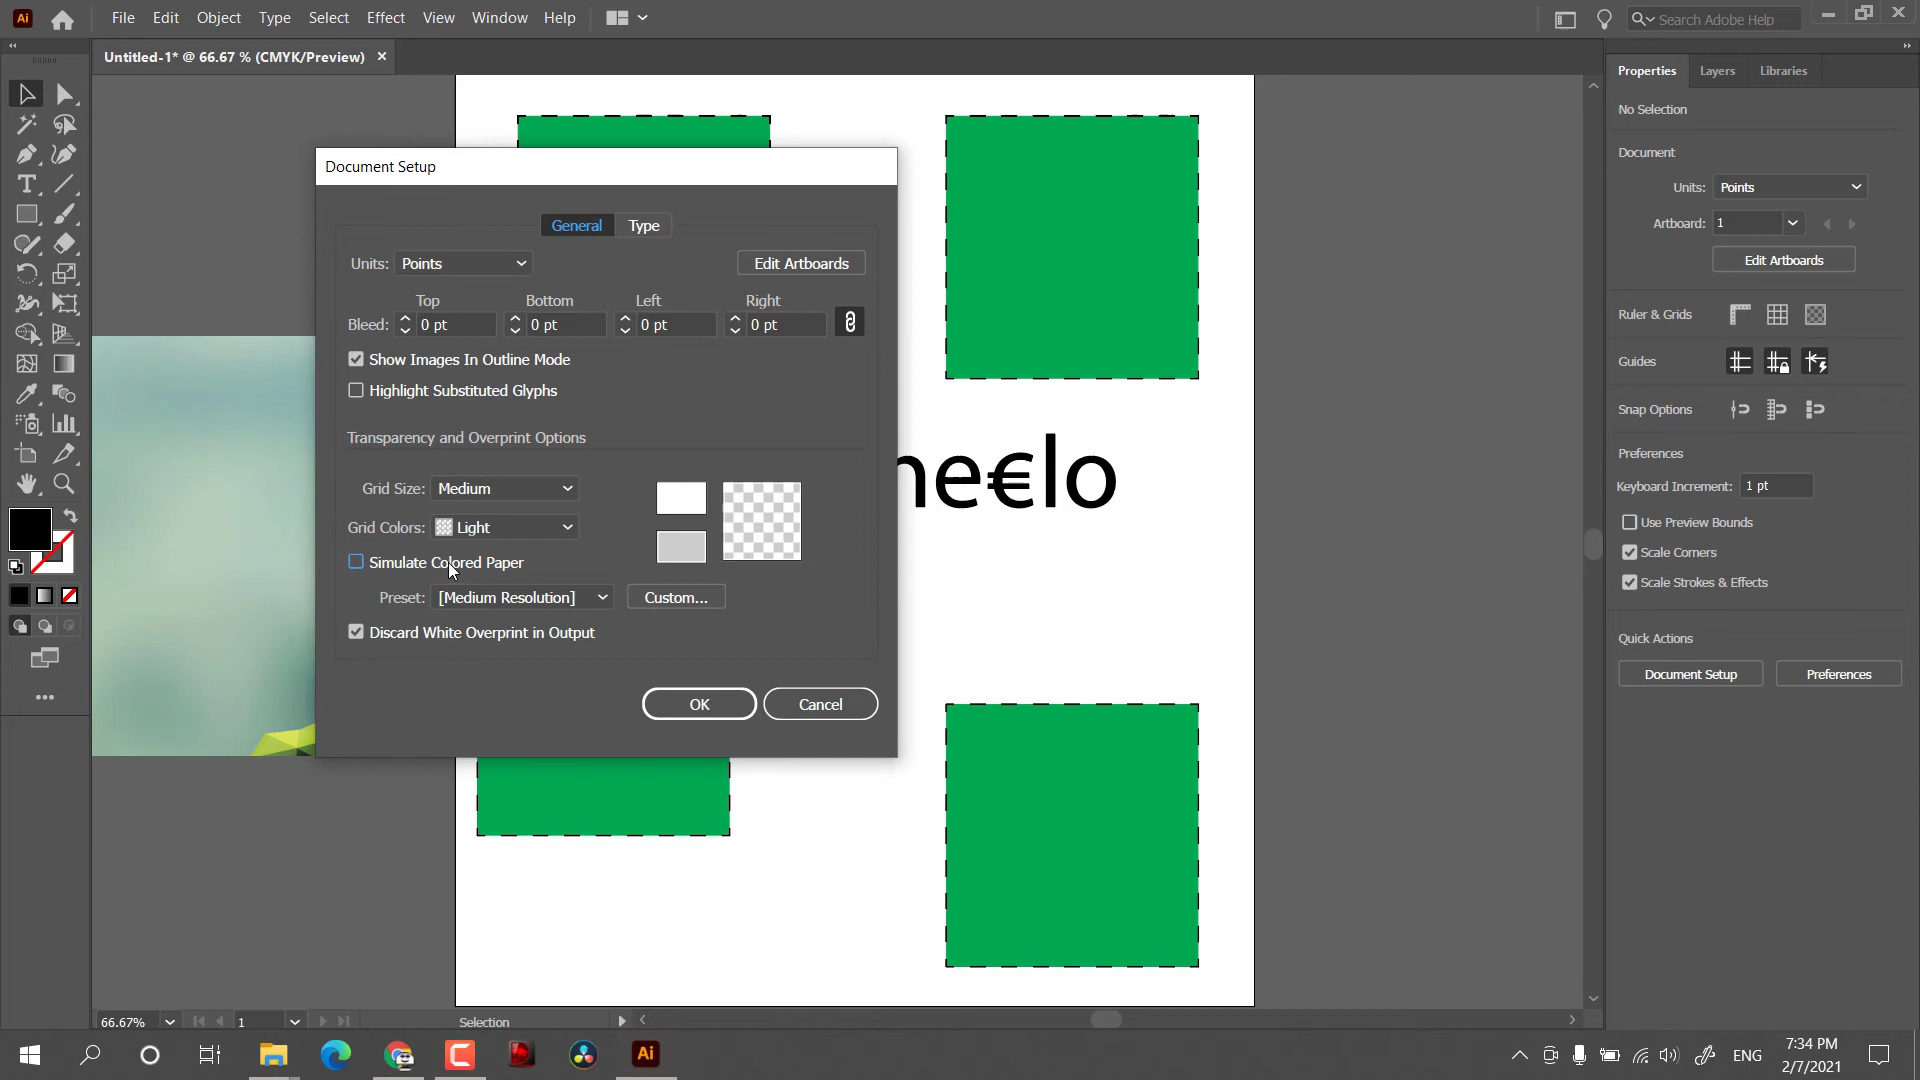 Ai File Edit Object Type Select Effect View Window Help Search Adobe Help
Untitled-1* @ 66.67 % (CMYK/Preview)
Properties Layers Libraries
No Selection
Document
Units: Points
Artboard: 1
Edit Artboards
Ruler & Grids
Guides
Snap Options
Preferences
Keyboard Increment: 1 pt
Use Preview Bounds
Scale Corners
Scale Strokes & Effects
Quick Actions
Document Setup Preferences
Document Setup
General Type
Units: Points Edit Artboards
Top Bottom Left Right
Bleed: 0 pt 0 pt 0 pt 0 pt
Show Images In Outline Mode
Highlight Substituted Glyphs
Transparency and Overprint Options
Grid Size: Medium
Grid Colors: Light
Simulate Colored Paper
Preset: [Medium Resolution] Custom...
Discard White Overprint in Output
OK Cancel
ne€lo
66.67% 1 Selection
Ai ENG 7:34 PM
2/7/2021